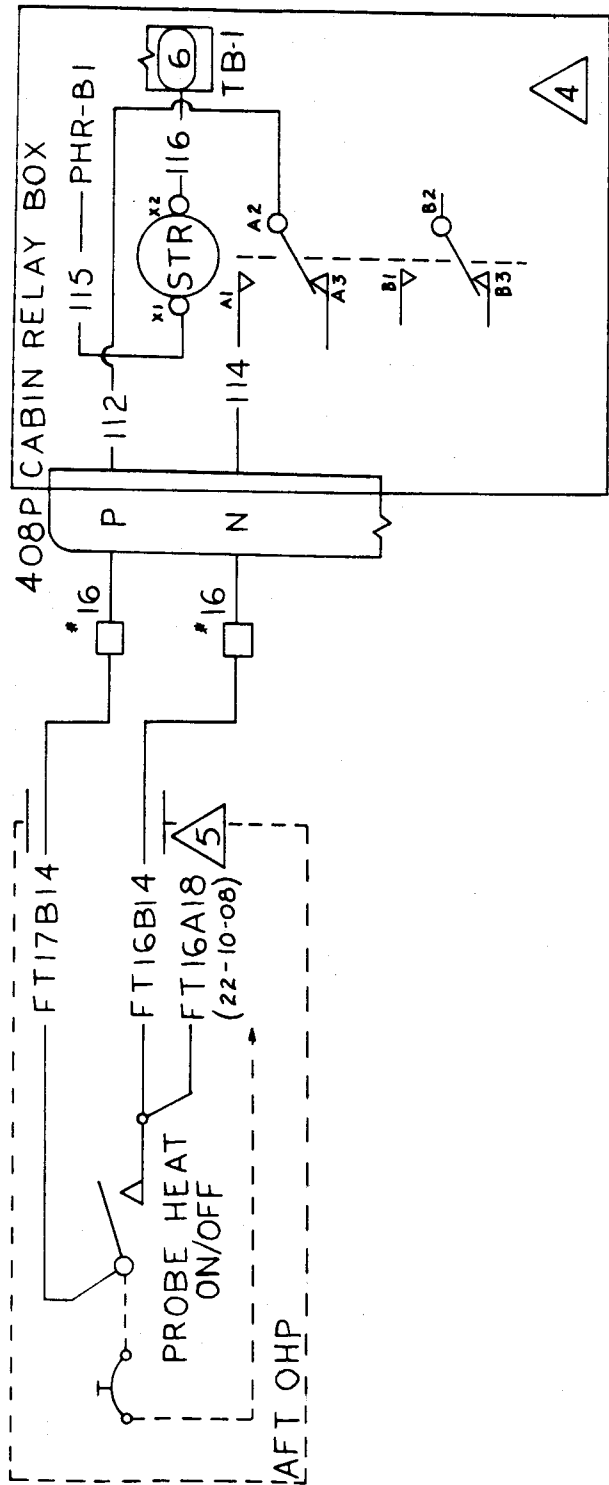 408P CABIN RELAY BOX
115 PHR-B1
112
X1 STR X2 116
6
TB-1
114
A1
A2
A3
B1
B2
B3
4
P
N
#16
#16
FT17B14
FT16B14
FT16A18
(22-10-08)
5
PROBE HEAT
ON/OFF
AFT OHP